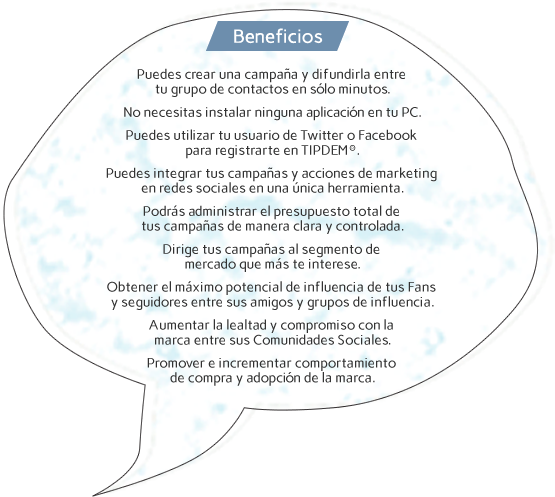 Beneficios
Puedes crear una campaña y difundirla entre
tu grupo de contactos en sólo minutos.
No necesitas instalar ninguna aplicación en tu PC.
Puedes utilizar tu usuario de Twitter o Facebook
para registrarte en TIPDEM®.
Puedes integrar tus campañas y acciones de marketing
en redes sociales en una única herramienta.
Podrás administrar el presupuesto total de
tus campañas de manera clara y controlada.
Dirige tus campañas al segmento de
mercado que más te interese.
Obtener el máximo potencial de influencia de tus Fans
y seguidores entre sus amigos y grupos de influencia.
Aumentar la lealtad y compromiso con la
marca entre sus Comunidades Sociales.
Promover e incrementar comportamiento
de compra y adopción de la marca.